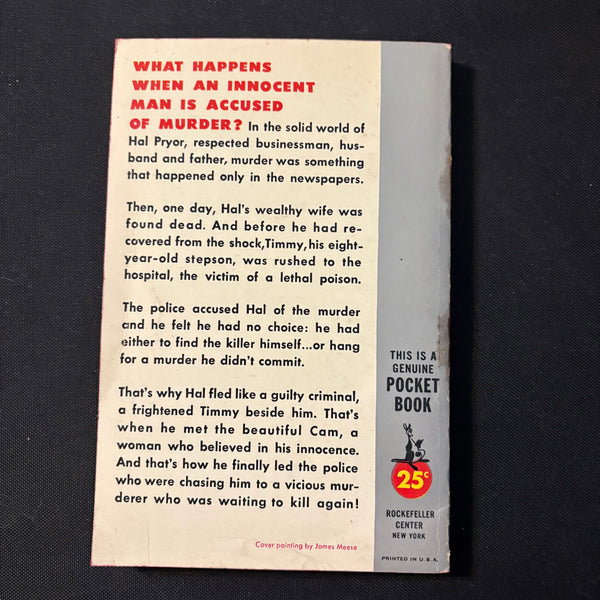 WHAT HAPPENS
WHEN AN INNOCENT
MAN IS ACCUSED
OF MURDER? In the solid world of
Hal Pryor, respected businessman, hus-
band and father, murder was something
that happened only in the newspapers.
Then, one day, Hal's wealthy wife was
found dead. And before he had re-
covered from the shock,Timmy,his eight-
year-old stepson, was rushed to the
hospital, the victim of a lethal poison.
The police accused Hal of the murder
and he felt he had no choice: he had
either to find the killer himself...or hang
for a murder he didn't commit.
That's why Hal fled like a guilty criminal,
a frightened Timmy beside him. That's
when he met the beautiful Cam, a
woman who believed in his innocence.
And that's how he finally led the police
who were chasing him to a vicious mur-
derer who was waiting to kill again!
Cover painting by James Meese
THIS IS A
GENUINE
POCKET
BOOK
25c
ROCKEFELLER
CENTER
NEW YORK
PRINTED IN U.S.A.